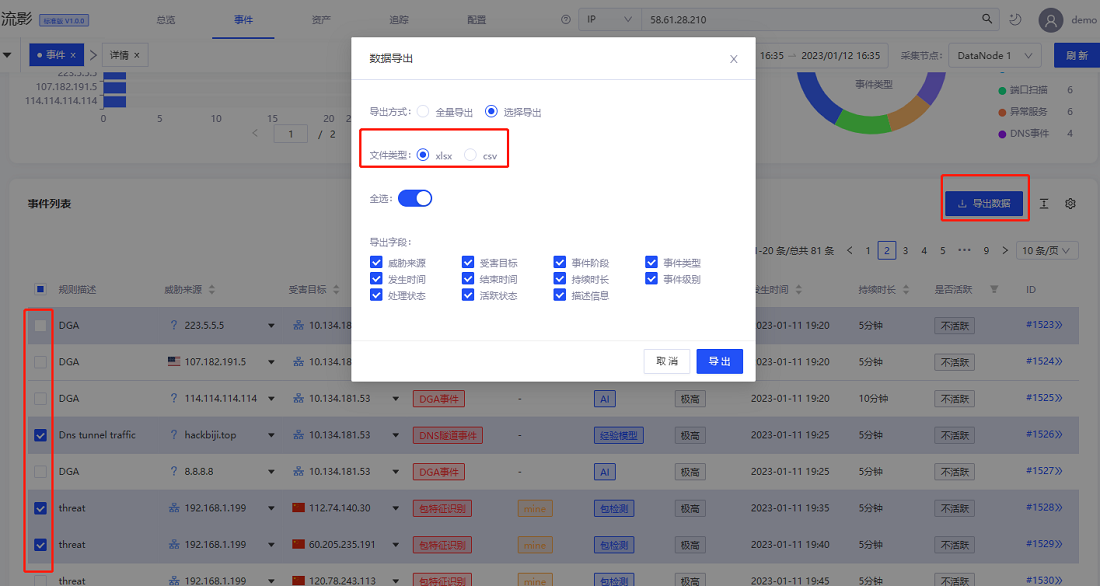 流影 标准版 V1.0.0 总览 事件 资产 追踪 配置 IP 58.61.28.210 demo
事件 × 详情 × 16:35 → 2023/01/12 16:35 采集节点: DataNode 1 刷新
数据导出
223.5.5.5
107.182.191.5
114.114.114.114
0 5 10 15 20
1 / 2
事件类型
端口扫描 6
异常服务 6
DNS事件 4
导出方式: 全量导出 选择导出
文件类型: xlsx csv
全选:
导出字段:
威胁来源 受害目标 事件阶段 事件类型
发生时间 结束时间 持续时长 事件级别
处理状态 活跃状态 描述信息
取 消 导 出
事件列表 导出数据
1-20 条/总共 81 条 < 1 2 3 4 5 ••• 9 > 10 条/页
规则描述 威胁来源 受害目标 发生时间 持续时长 是否活跃 ID
DGA ? 223.5.5.5 10.134.18 2023-01-11 19:20 5分钟 不活跃 #1523
DGA 107.182.191.5 10.134.18 2023-01-11 19:20 5分钟 不活跃 #1524
DGA ? 114.114.114.114 10.134.181.53 DGA事件 - AI 极高 2023-01-11 19:20 10分钟 不活跃 #1525
Dns tunnel traffic ? hackbiji.top 10.134.181.53 DNS隧道事件 - 经验模型 极高 2023-01-11 19:20 5分钟 不活跃 #1526
DGA ? 8.8.8.8 10.134.181.53 DGA事件 - AI 极高 2023-01-11 19:25 5分钟 不活跃 #1527
threat 192.168.1.199 112.74.140.30 包特征识别 mine 包检测 极高 2023-01-11 19:35 5分钟 不活跃 #1528
threat 192.168.1.199 60.205.235.191 包特征识别 mine 包检测 极高 2023-01-11 19:40 5分钟 不活跃 #1529
threat 192.168.1.199 120.78.243.113 包特征识别 mine 包检测 极高 2023-01-11 19:45 5分钟 不活跃 #1530